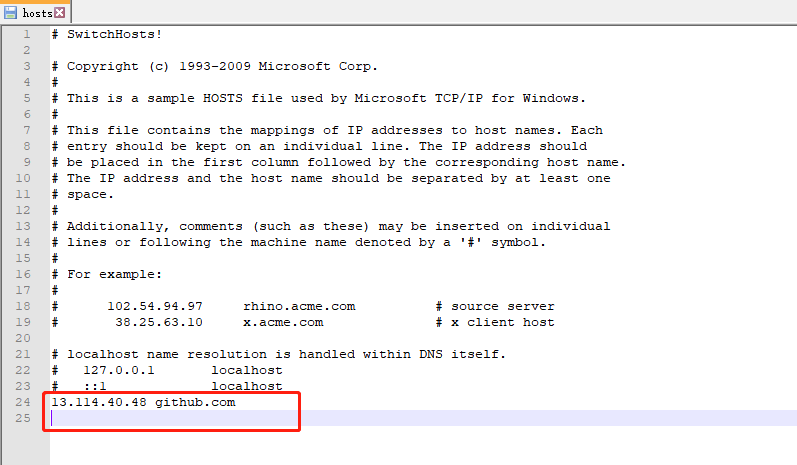 hosts
1 # SwitchHosts!
2
3 # Copyright (c) 1993-2009 Microsoft Corp.
4 #
5 # This is a sample HOSTS file used by Microsoft TCP/IP for Windows.
6 #
7 # This file contains the mappings of IP addresses to host names. Each
8 # entry should be kept on an individual line. The IP address should
9 # be placed in the first column followed by the corresponding host name.
10 # The IP address and the host name should be separated by at least one
11 # space.
12 #
13 # Additionally, comments (such as these) may be inserted on individual
14 # lines or following the machine name denoted by a '#' symbol.
15 #
16 # For example:
17 #
18 #      102.54.94.97     rhino.acme.com          # source server
19 #       38.25.63.10     x.acme.com              # x client host
20
21 # localhost name resolution is handled within DNS itself.
22 #   127.0.0.1       localhost
23 #   ::1             localhost
24 13.114.40.48 github.com
25